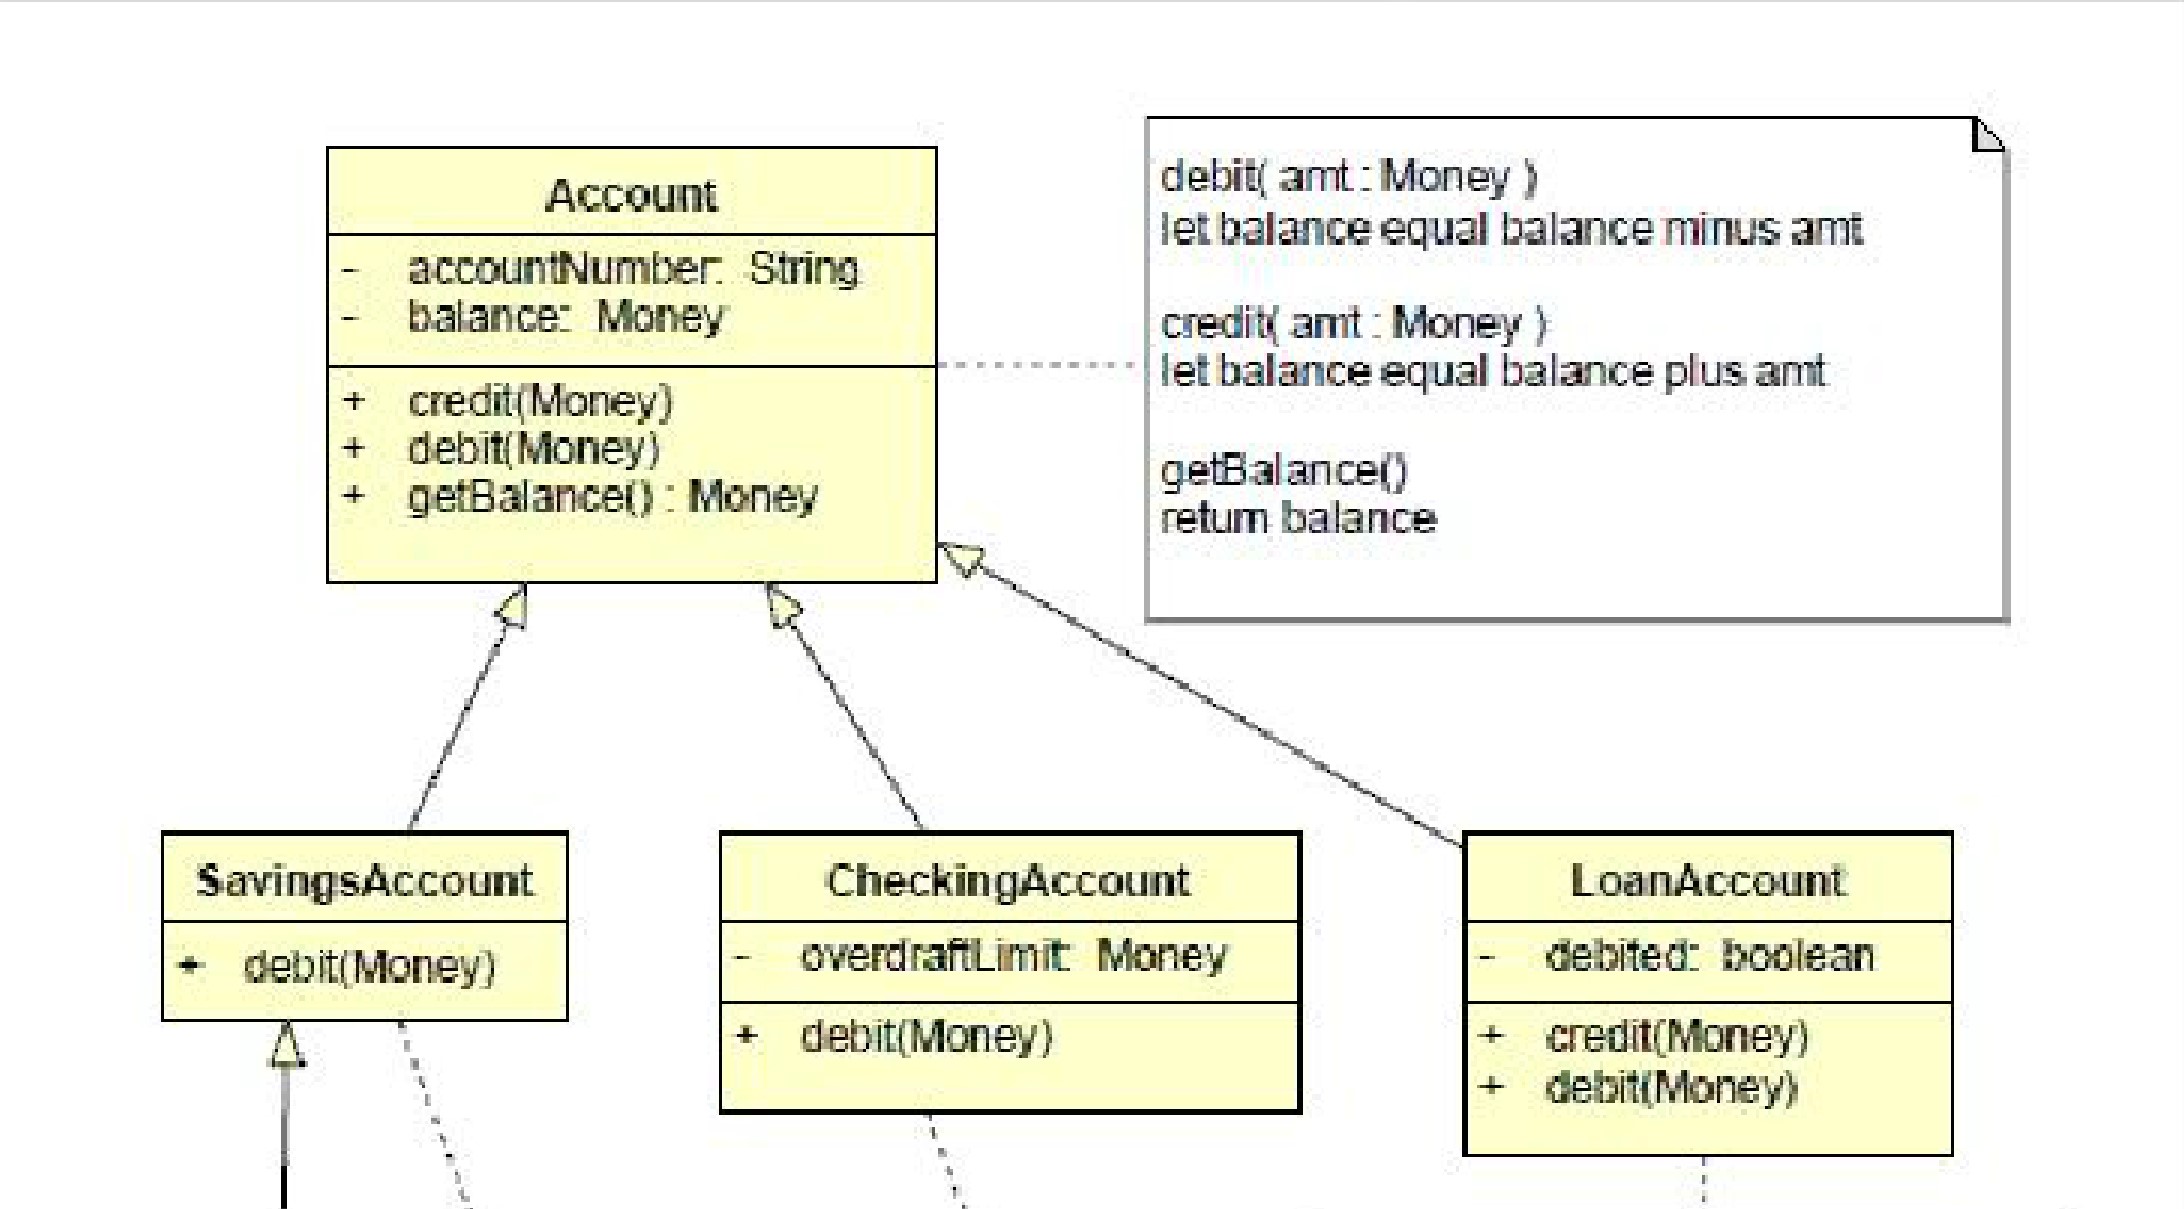 Account
- accountNumber: String
- balance: Money
+ credit(Money)
+ debit(Money)
+ getBalance() : Money
debit( amt : Money )
let balance equal balance minus amt
credit( amt : Money )
let balance equal balance plus amt
getBalance()
return balance
SavingsAccount
+ debit(Money)
CheckingAccount
- overdraftLimit: Money
+ debit(Money)
LoanAccount
- debited: boolean
+ credit(Money)
+ debit(Money)